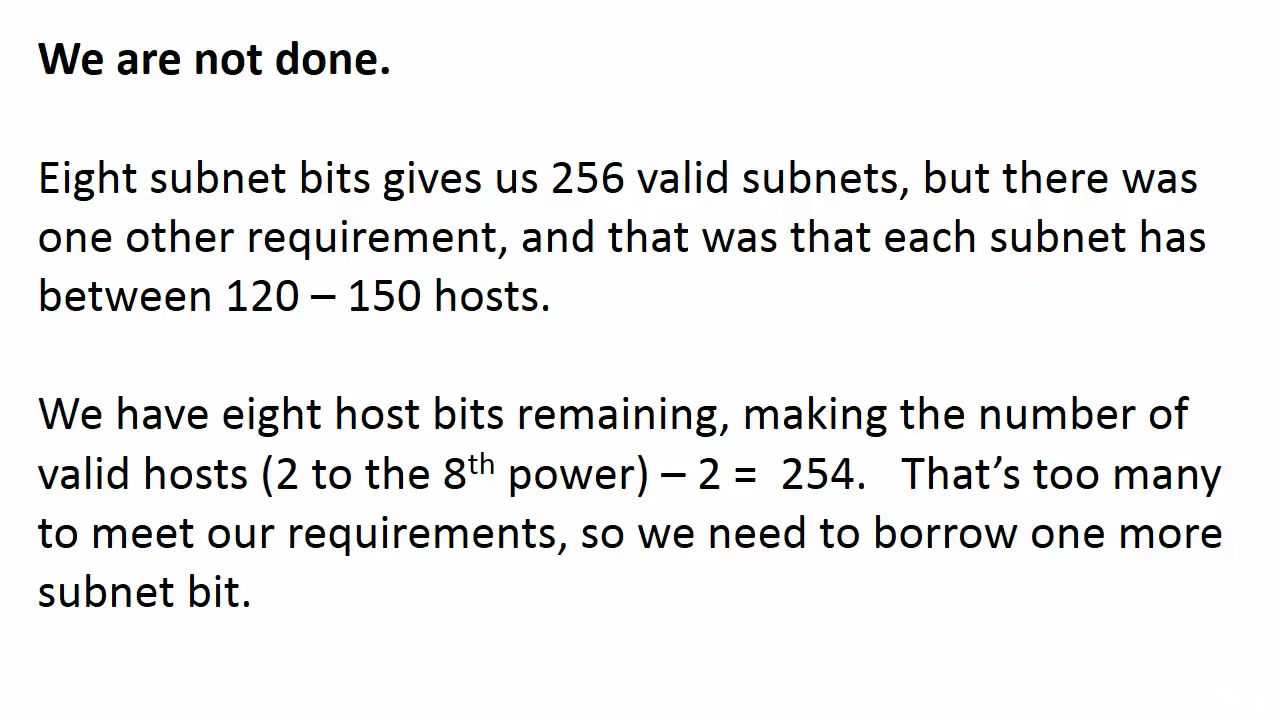 We are not done.
Eight subnet bits gives us 256 valid subnets, but there was
one other requirement, and that was that each subnet has
between 120 – 150 hosts.
We have eight host bits remaining, making the number of
valid hosts (2 to the 8th power) – 2 =  254.   That’s too many
to meet our requirements, so we need to borrow one more
subnet bit.